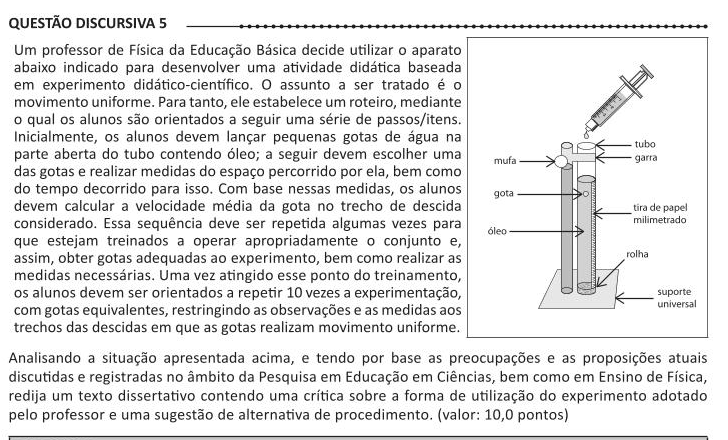 QUESTÃO DISCURSIVA 5
Um professor de Física da Educação Básica decide utilizar o aparato
abaixo indicado para desenvolver uma atividade didática baseada
em experimento didático-científico. O assunto a ser tratado é o
movimento uniforme. Para tanto, ele estabelece um roteiro, mediante
o qual os alunos são orientados a seguir uma série de passos/itens.
Inicialmente, os alunos devem lançar pequenas gotas de água na
parte aberta do tubo contendo óleo; a seguir devem escolher uma
das gotas e realizar medidas do espaço percorrido por ela, bem como
do tempo decorrido para isso. Com base nessas medidas, os alunos
devem calcular a velocidade média da gota no trecho de descida
considerado. Essa sequência deve ser repetida algumas vezes para
que estejam treinados a operar apropriadamente o conjunto e,
assim, obter gotas adequadas ao experimento, bem como realizar as
medidas necessárias. Uma vez atingido esse ponto do treinamento,
os alunos devem ser orientados a repetir 10 vezes a experimentação,
com gotas equivalentes, restringindo as observações e as medidas aos
trechos das descidas em que as gotas realizam movimento uniforme.
tubo
mufa
garra
gota
tira de papel
milimetrado
óleo
rolha
suporte
universal
Analisando a situação apresentada acima, e tendo por base as preocupações e as proposições atuais
discutidas e registradas no âmbito da Pesquisa em Educação em Ciências, bem como em Ensino de Física,
redija um texto dissertativo contendo uma crítica sobre a forma de utilização do experimento adotado
pelo professor e uma sugestão de alternativa de procedimento. (valor: 10,0 pontos)